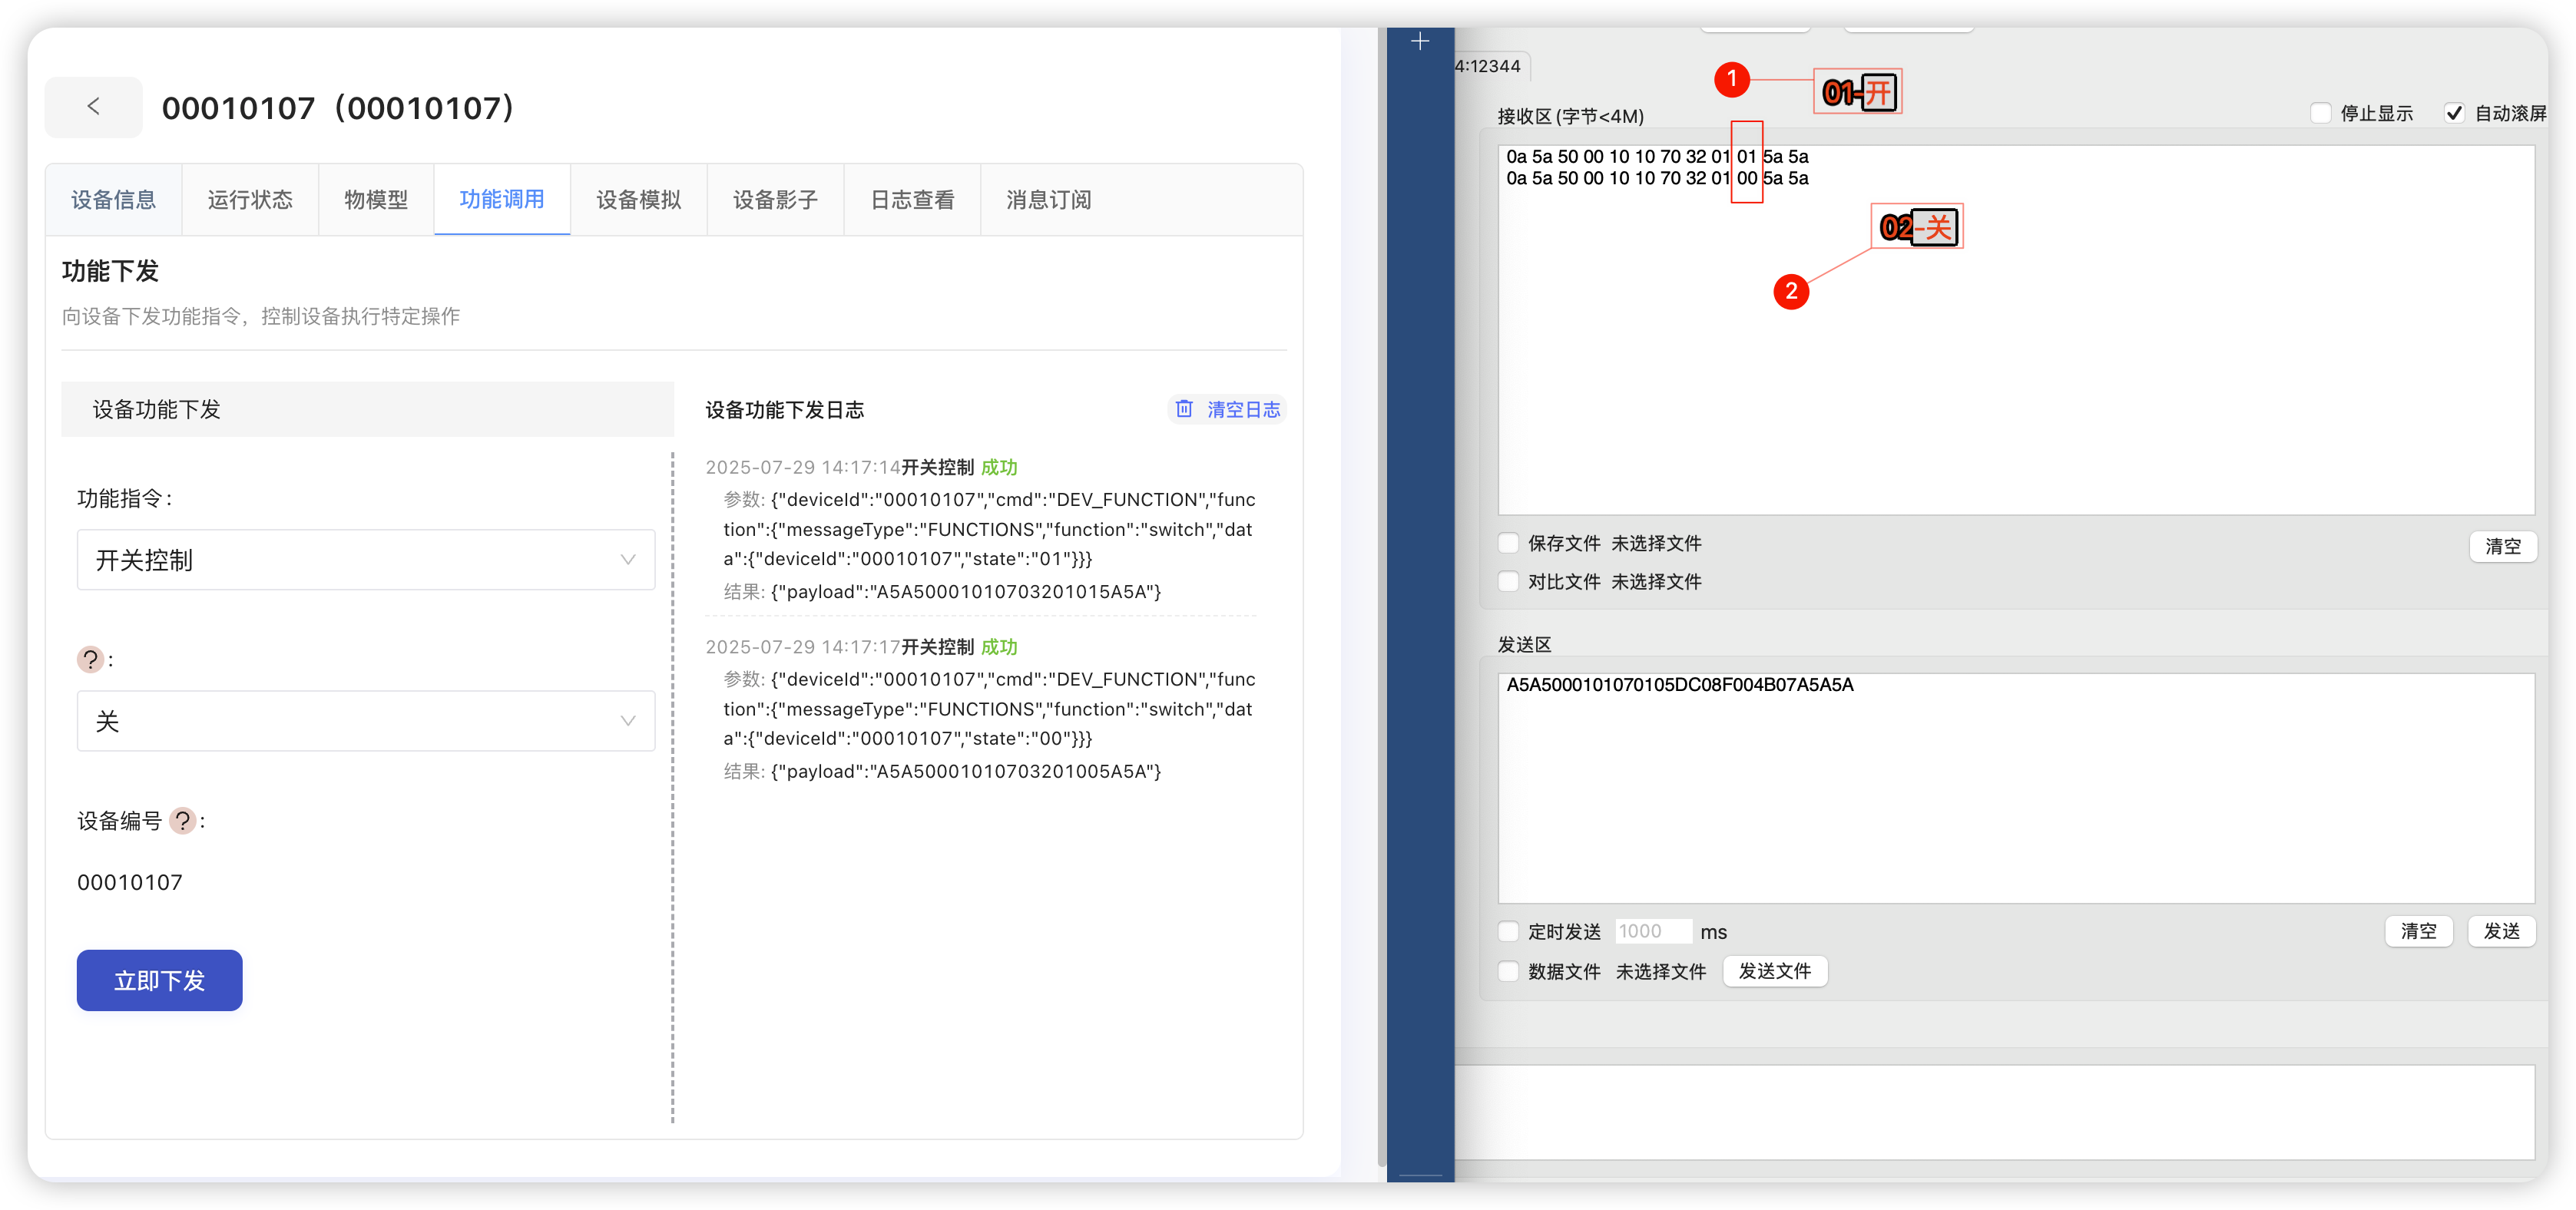 00010107（00010107）
设备信息
运行状态
物模型
功能调用
设备模拟
设备影子
日志查看
消息订阅
功能下发
向设备下发功能指令，控制设备执行特定操作
设备功能下发
功能指令：
开关控制
?：
关
设备编号 ?：
00010107
立即下发
设备功能下发日志
清空日志
2025-07-29 14:17:14开关控制 成功
参数: {"deviceId":"00010107","cmd":"DEV_FUNCTION","func
tion":{"messageType":"FUNCTIONS","function":"switch","dat
a":{"deviceId":"00010107","state":"01"}}}
结果: {"payload":"A5A50001010703201015A5A"}
2025-07-29 14:17:17开关控制 成功
参数: {"deviceId":"00010107","cmd":"DEV_FUNCTION","func
tion":{"messageType":"FUNCTIONS","function":"switch","dat
a":{"deviceId":"00010107","state":"00"}}}
结果: {"payload":"A5A50001010703201005A5A"}
4:12344
1
01-开
接收区(字节<4M)
停止显示
自动滚屏
0a 5a 50 00 10 10 70 32 01 01 5a 5a
0a 5a 50 00 10 10 70 32 01 00 5a 5a
02-关
2
保存文件 未选择文件
清空
对比文件 未选择文件
发送区
A5A5000101070105DC08F004B07A5A5A
定时发送 1000 ms
清空
发送
数据文件 未选择文件 发送文件